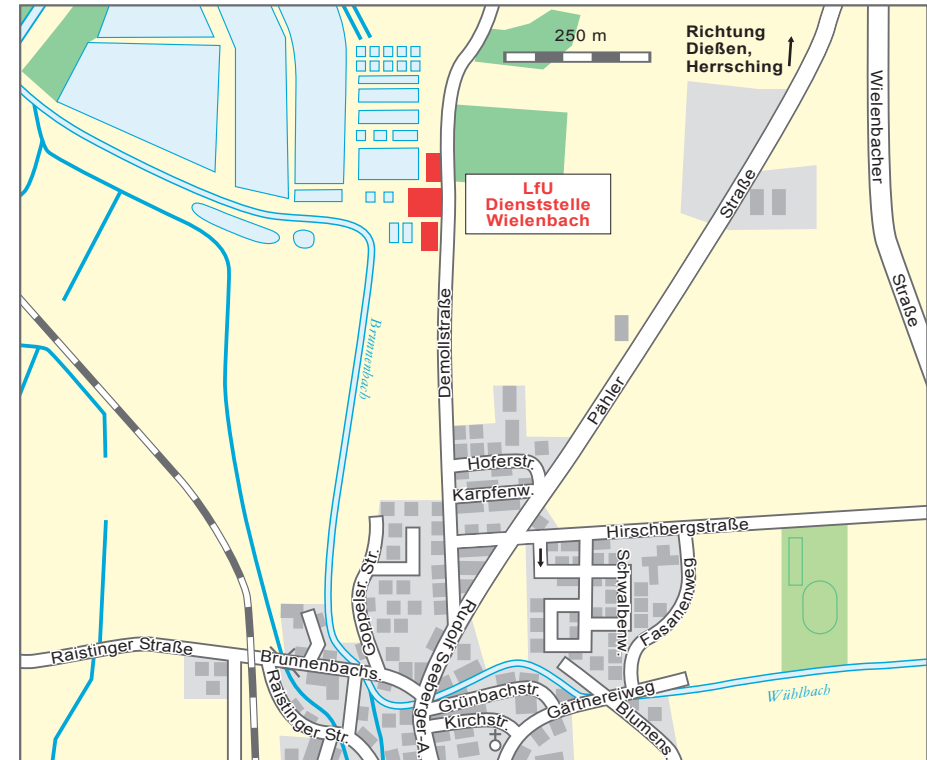 250 m
Richtung
Dießen,
Herrsching
Wielenbacher
Straße
LfU
Dienststelle
Wielenbach
Straße
Pähler
Demollstraße
Brunnenbach
Hoferstr.
Karpfenw.
Hirschbergstraße
Schwalbenw.
Fasanenweg
Goppeltsr. Str.
Rudolf Seeberger-A.
Raistinger Straße
Brunnenbachs.
Raistinger Str.
Grünbachstr.
Kirchstr.
Gärtnereiweg
Blumens.
Wühlbach